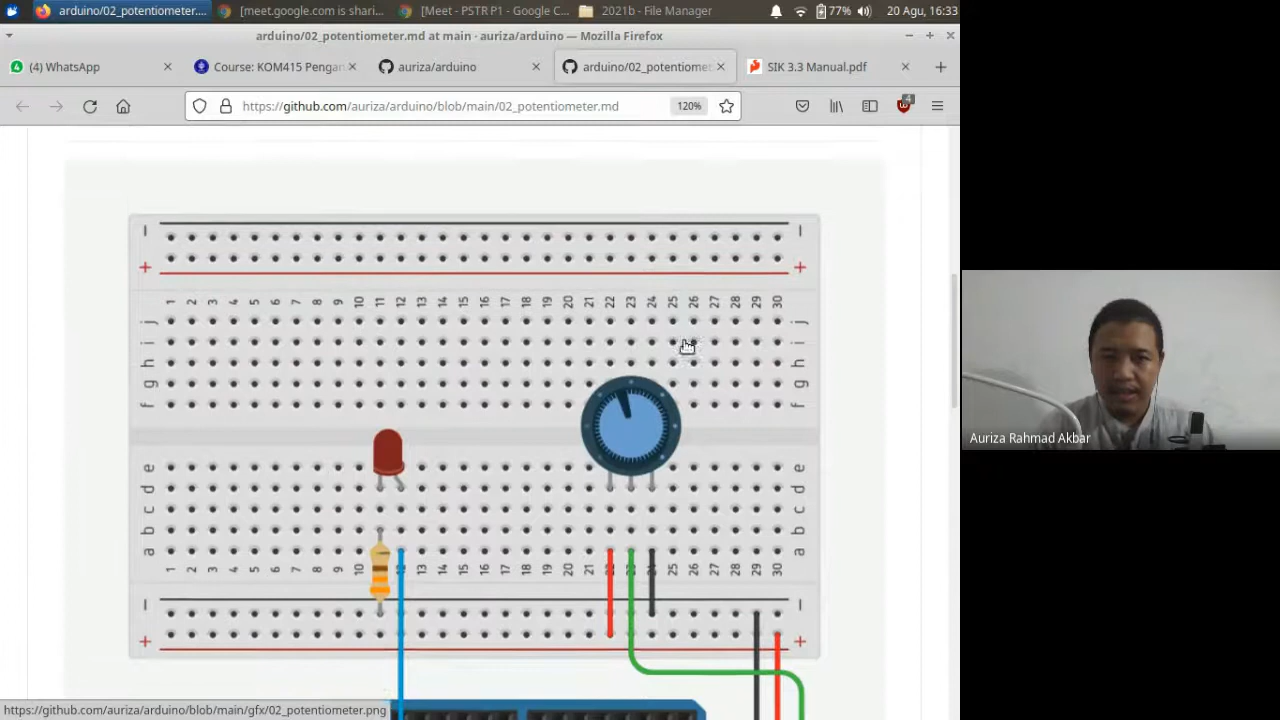 arduino/02_potentiometer....
[meet.google.com is shari...
[Meet - PSTR P1 - Google C...
2021b - File Manager
77%
20 Agu, 16:33
arduino/02_potentiometer.md at main · auriza/arduino — Mozilla Firefox
(4) WhatsApp
Course: KOM415 Pengan
auriza/arduino
arduino/02_potentiomet
SIK 3.3 Manual.pdf
https://github.com/auriza/arduino/blob/main/02_potentiometer.md
120%
4
1 2 3 4 5 6 7 8 9 10 11 12 13 14 15 16 17 18 19 20 21 22 23 24 25 26 27 28 29 30
j j
i i
h h
g g
f f
e e
d d
c c
b b
a a
1 2 3 4 5 6 7 8 9 10 13 14 15 16 17 18 19 20 21 25 26 27 28 29 30
Auriza Rahmad Akbar
https://github.com/auriza/arduino/blob/main/gfx/02_potentiometer.png